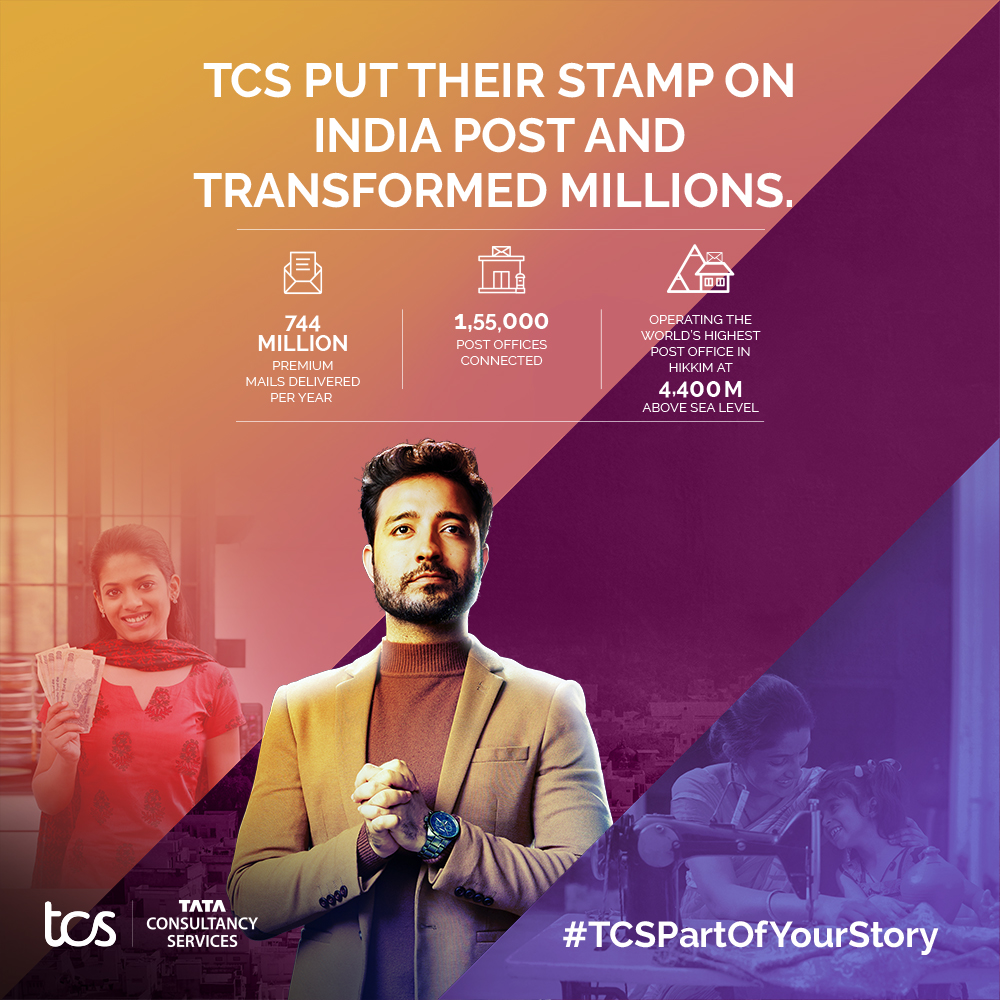 TCS PUT THEIR STAMP ON
INDIA POST AND
TRANSFORMED MILLIONS.
744
MILLION
PREMIUM
MAILS DELIVERED
PER YEAR
1,55,000
POST OFFICES
CONNECTED
OPERATING THE
WORLD'S HIGHEST
POST OFFICE IN
HIKKIM AT
4,400 M
ABOVE SEA LEVEL
tcs
TATA
CONSULTANCY
SERVICES
#TCSPartOfYourStory